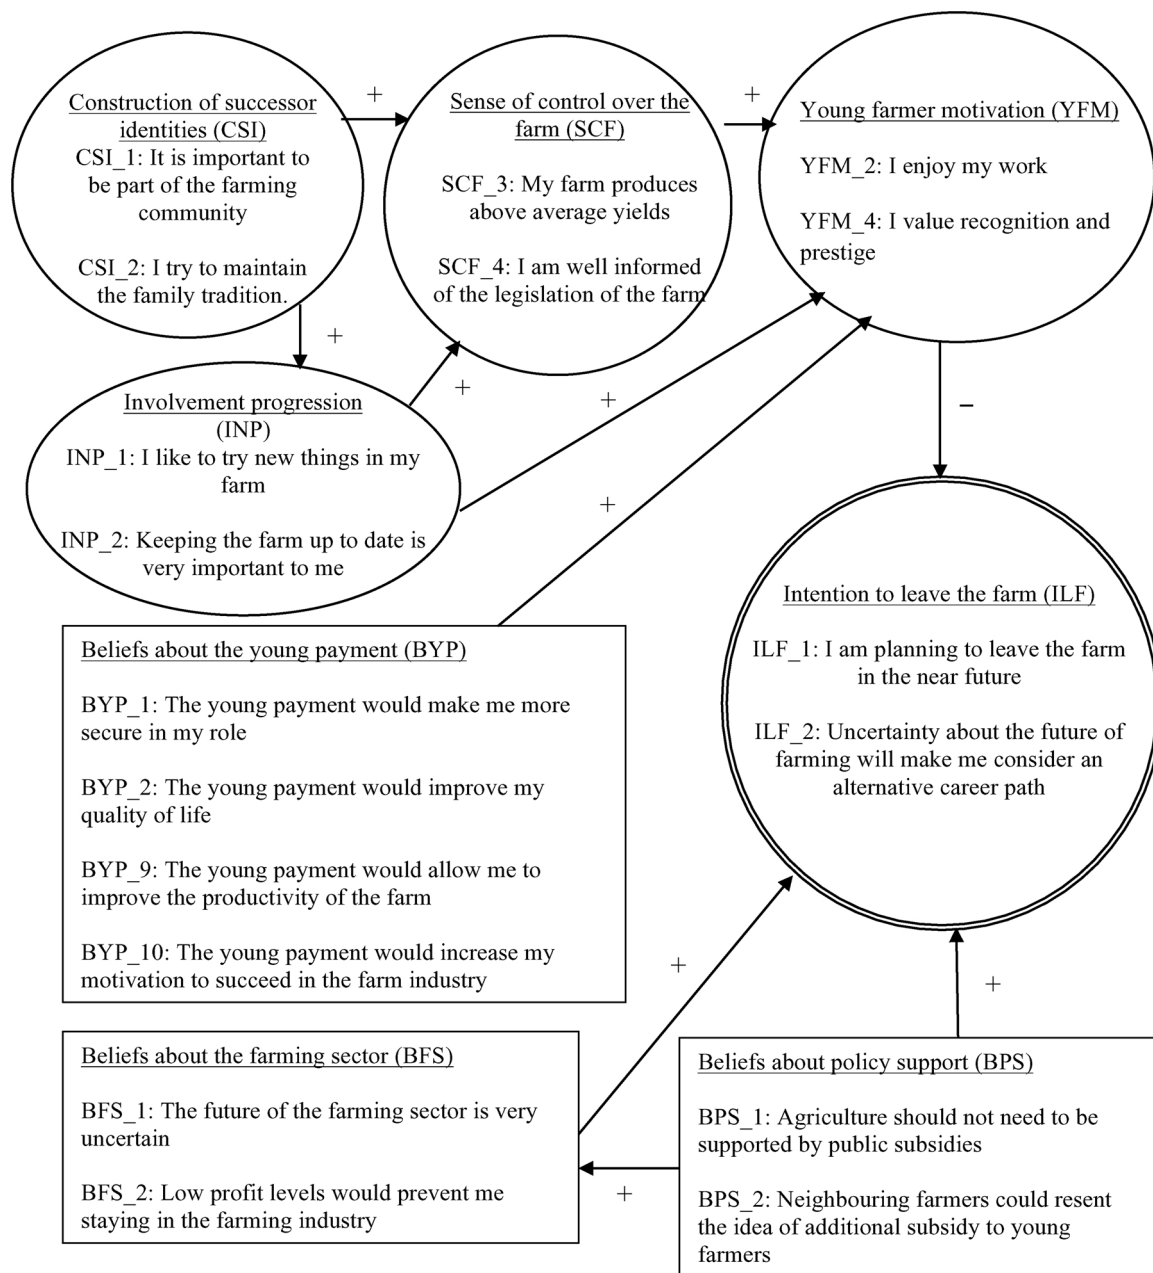 Construction of successor
identities (CSI)
CSI_1: It is important to
be part of the farming
community
CSI_2: I try to maintain
the family tradition.
+
Sense of control over the
farm (SCF)
SCF_3: My farm produces
above average yields
SCF_4: I am well informed
of the legislation of the farm
+
Young farmer motivation (YFM)
YFM_2: I enjoy my work
YFM_4: I value recognition and
prestige
+
+
+
+
−
Involvement progression
(INP)
INP_1: I like to try new things in my
farm
INP_2: Keeping the farm up to date is
very important to me
Intention to leave the farm (ILF)
ILF_1: I am planning to leave the farm
in the near future
ILF_2: Uncertainty about the future of
farming will make me consider an
alternative career path
Beliefs about the young payment (BYP)
BYP_1: The young payment would make me more
secure in my role
BYP_2: The young payment would improve my
quality of life
BYP_9: The young payment would allow me to
improve the productivity of the farm
BYP_10: The young payment would increase my
motivation to succeed in the farm industry
+
+
Beliefs about the farming sector (BFS)
BFS_1: The future of the farming sector is very
uncertain
BFS_2: Low profit levels would prevent me
staying in the farming industry
+
Beliefs about policy support (BPS)
BPS_1: Agriculture should not need to be
supported by public subsidies
BPS_2: Neighbouring farmers could resent
the idea of additional subsidy to young
farmers